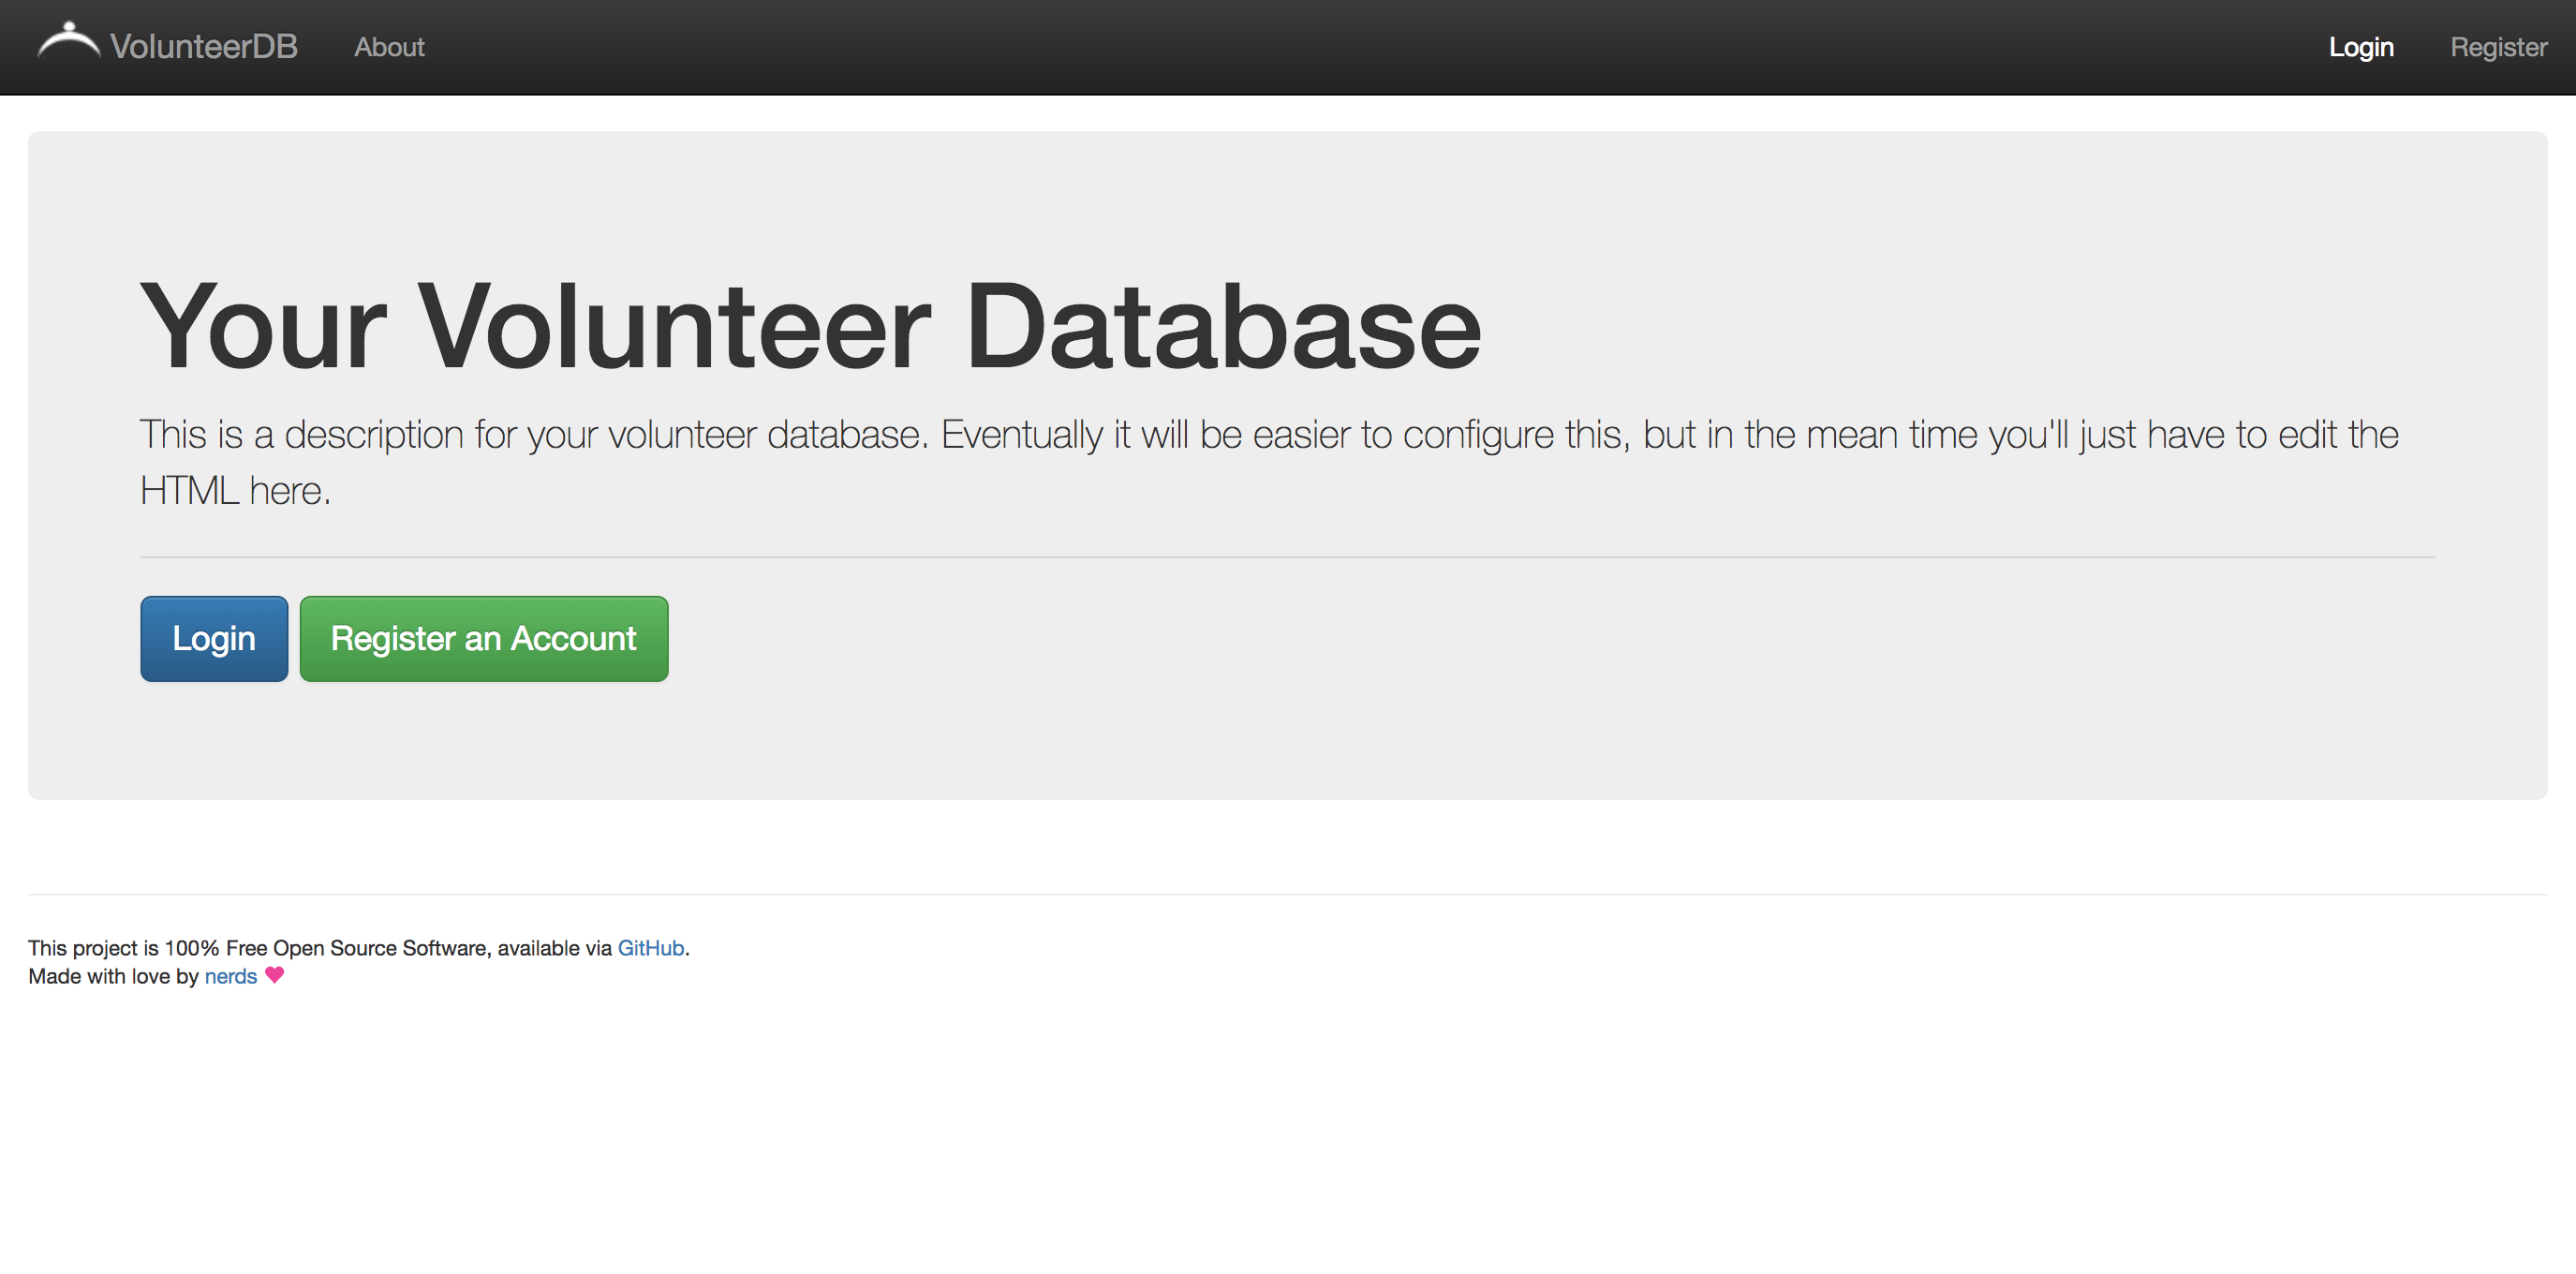 VolunteerDB About Login Register
Your Volunteer Database
This is a description for your volunteer database. Eventually it will be easier to configure this, but in the mean time you'll just have to edit the
HTML here.
Login Register an Account
This project is 100% Free Open Source Software, available via GitHub.
Made with love by nerds